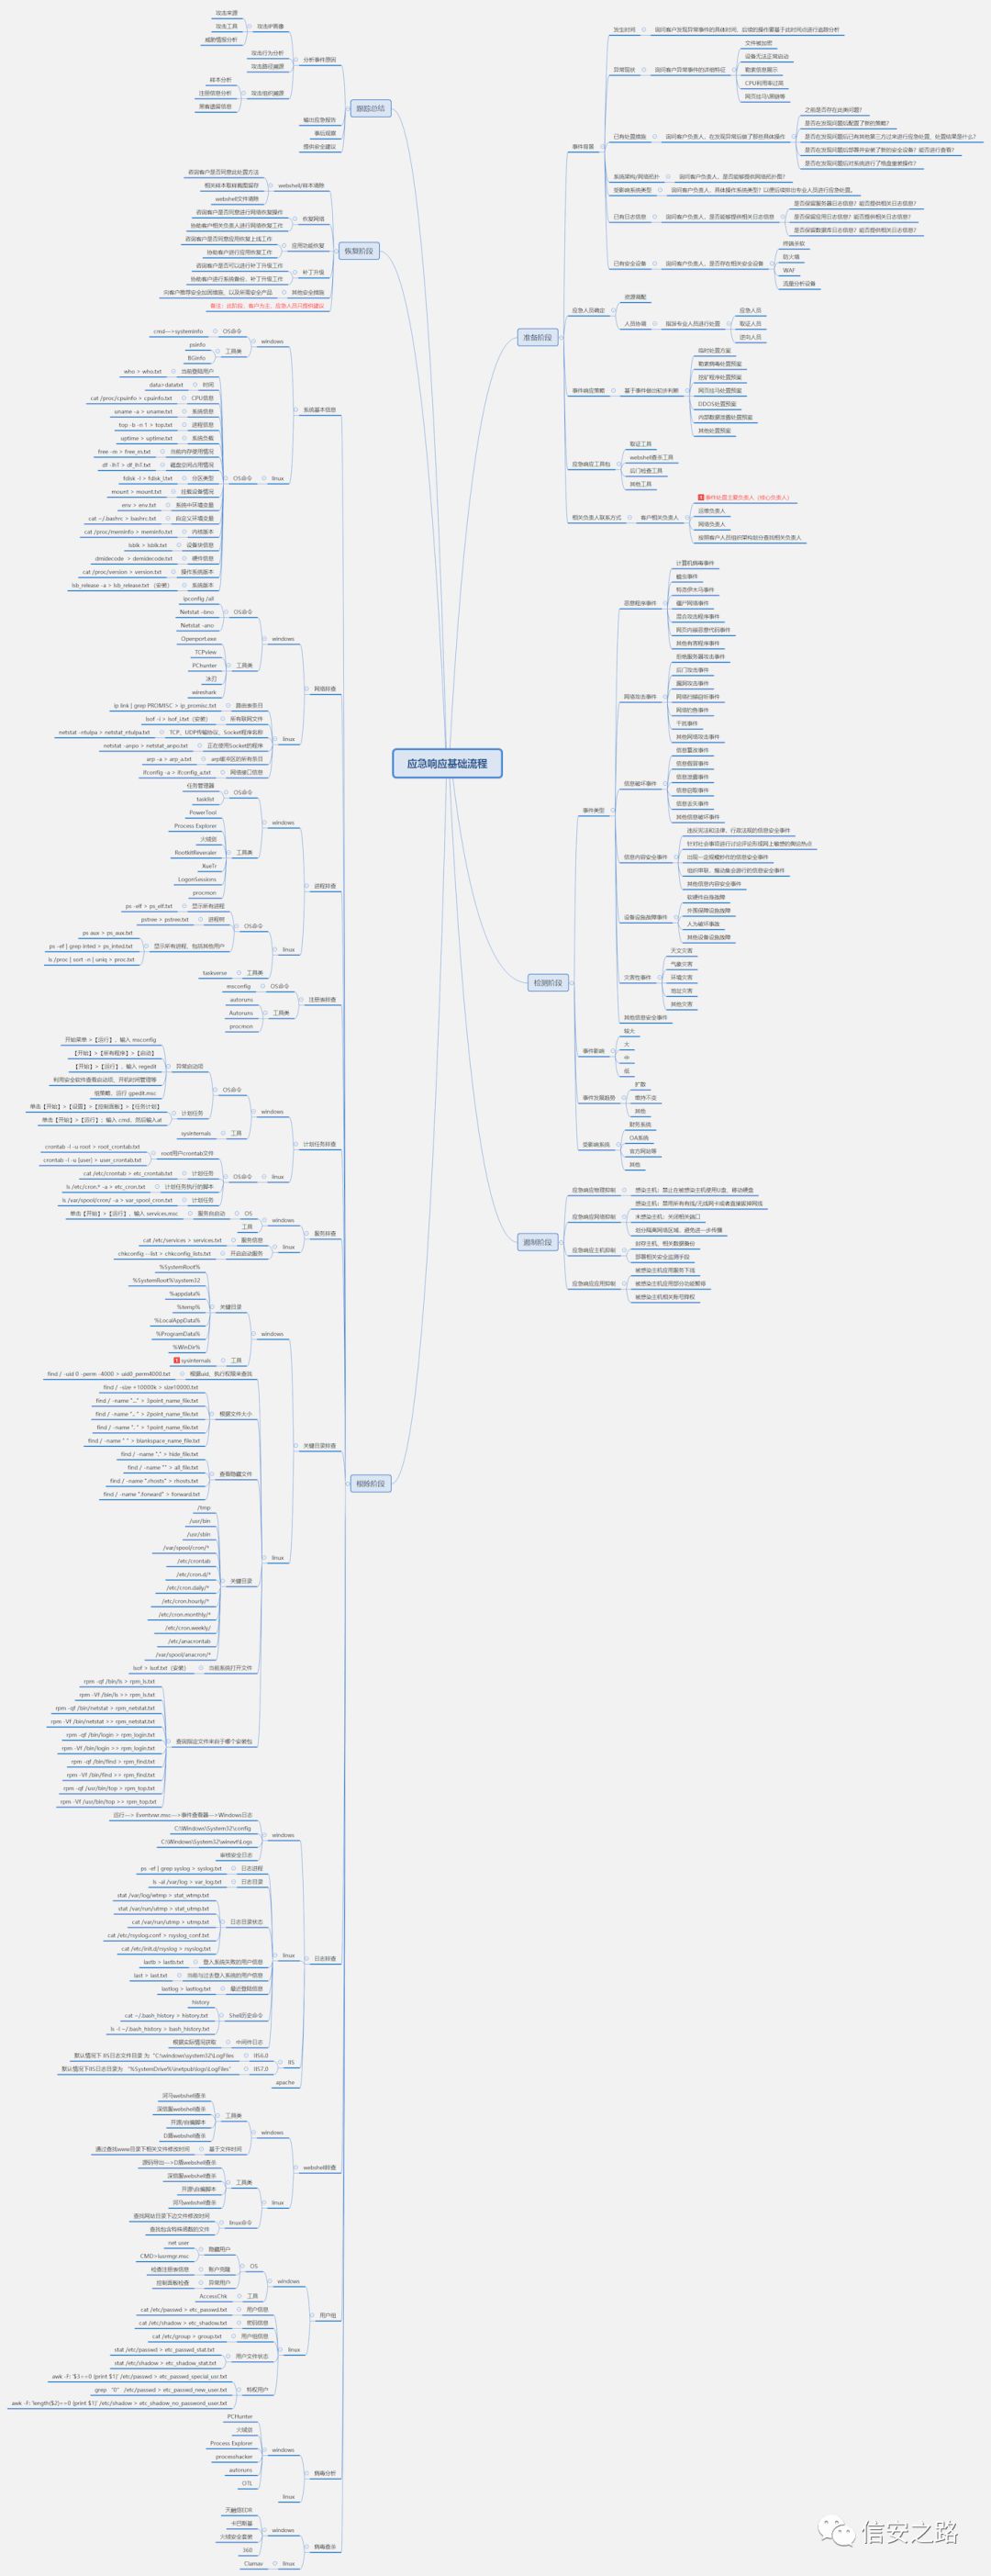 应急响应基础流程
准备阶段
事件背景
发生时间
询问客户发现异常事件的具体时间，后续的操作要基于此时间点进行追踪分析
异常现状
询问客户异常事件的详细特征
文件被加密
设备无法正常启动
勒索信息展示
CPU利用率过高
网页挂马\黑链等
已有处置措施
询问客户负责人，在发现异常后做了那些具体操作
之前是否存在此类问题？
是否在发现问题后配置了新的策略？
是否在发现问题后已有其他第三方过来进行应急处置，处置结果是什么？
是否在发现问题后部署并安装了新的安全设备？能否进行查看？
是否在发现问题后对系统进行了格盘重装操作？
系统架构/网络拓扑
询问客户负责人，是否能够提供网络拓扑图？
受影响系统类型
询问客户负责人，具体操作系统类型？以便后续派出专业人员进行应急处置。
已有日志信息
询问客户负责人，是否能够提供相关日志信息
是否保留服务器日志信息？能否提供相关日志信息？
是否保留应用日志信息？能否提供相关日志信息？
是否保留数据库日志信息？能否提供相关日志信息？
已有安全设备
询问客户负责人，是否存在相关安全设备
终端杀软
防火墙
WAF
流量分析设备
应急人员确定
资源调配
人员协调
指派专业人员进行处置
应急人员
取证人员
逆向人员
事件响应策略
基于事件做出初步判断
临时处置方案
勒索病毒处置预案
挖矿程序处置预案
网页挂马处置预案
DDOS处置预案
内部数据泄露处置预案
其他处置预案
应急响应工具包
取证工具
webshell查杀工具
后门检查工具
其他工具
相关负责人联系方式
客户相关负责人
事件处置主要负责人（核心负责人）
运维负责人
网络负责人
按照客户人员组织架构划分查找相关负责人
检测阶段
事件类型
恶意程序事件
计算机病毒事件
蠕虫事件
特洛伊木马事件
僵尸网络事件
混合攻击程序事件
网页内嵌恶意代码事件
其他有害程序事件
网络攻击事件
拒绝服务器攻击事件
后门攻击事件
漏洞攻击事件
网络扫描窃听事件
网络钓鱼事件
干扰事件
其他网络攻击事件
信息破坏事件
信息篡改事件
信息假冒事件
信息泄露事件
信息窃取事件
信息丢失事件
其他信息破坏事件
信息内容安全事件
违反宪法和法律、行政法规的信息安全事件
针对社会事项进行讨论评论形成网上敏感的舆论热点
出现一定规模炒作的信息安全事件
组织串联、煽动集会游行的信息安全事件
其他信息内容安全事件
设备设施故障事件
软硬件自身故障
外围保障设施故障
人为破坏事故
其他设备设施故障
灾害性事件
天文灾害
气象灾害
环境灾害
地址灾害
其他灾害
其他信息安全事件
事件影响
较大
大
中
低
事件发展趋势
扩散
维持不变
其他
受影响系统
财务系统
OA系统
官方网站等
其他
遏制阶段
应急响应物理抑制
感染主机：禁止在被感染主机使用U盘、移动硬盘
应急响应网络抑制
感染主机：禁用所有有线/无线网卡或者直接拔掉网线
未感染主机：关闭相关端口
划分隔离网络区域，避免进一步传播
应急响应主机抑制
自存主机，相关数据备份
部署相关安全监测手段
应急响应应用抑制
被感染主机应用服务下线
被感染主机应用部分功能暂停
被感染主机相关账号降权
跟踪总结
分析事件原因
攻击IP画像
攻击来源
攻击工具
威胁情报分析
攻击行为分析
攻击路径溯源
攻击组织溯源
样本分析
注册信息分析
黑客遗留信息
输出应急报告
事后观察
提供安全建议
恢复阶段
webshell/样本清除
咨询客户是否同意此处置方法
相关样本取样截图留存
webshell文件清除
恢复网络
咨询客户是否同意进行网络恢复操作
协助客户相关负责人进行网络恢复工作
应用功能恢复
咨询客户是否同意应用恢复上线工作
协助客户进行应用恢复工作
补丁升级
咨询客户是否可以进行补丁升级工作
协助客户进行系统备份、补丁升级工作
其他安全措施
向客户推荐安全加固措施，以及所需安全产品
备注：此阶段，客户为主，应急人员只提供建议
根除阶段
系统基本信息
windows
OS命令
cmd--->systeminfo
工具类
psinfo
BGinfo
linux
OS命令
当前登陆用户
who > who.txt
时间
data>data.txt
CPU信息
cat /proc/cpuinfo > cpuinfo.txt
系统信息
uname -a > uname.txt
进程信息
top -b -n 1 > top.txt
系统负载
uptime > uptime.txt
当前内存使用情况
free -m > free_m.txt
磁盘空间占用情况
df -lhT > df_lhT.txt
分区类型
fdisk -l > fdisk_l.txt
挂载设备情况
mount > mount.txt
系统中环境变量
env > env.txt
自定义环境变量
cat ~/.bashrc > bashrc.txt
内核版本
cat /proc/meminfo > meminfo.txt
设备块信息
lsblk > lsblk.txt
硬件信息
dmidecode > demidecode.txt
操作系统版本
cat /proc/version > version.txt
系统版本
lsb_release -a > lsb_release.txt（安装）
网络排查
windows
OS命令
ipconfig /all
Netstat -bno
Netstat -ano
工具类
Openport.exe
TCPview
PChunter
冰刃
wireshark
linux
路由表条目
ip link | grep PROMISC > ip_promisc.txt
所有联网文件
lsof -i > lsof_i.txt（安装）
TCP、UDP传输协议、Socket程序名称
netstat -ntulpa > netstat_ntulpa.txt
正在使用Socket的程序
netstat -anpo > netstat_anpo.txt
arp缓冲区的所有条目
arp -a > arp_a.txt
网络接口信息
ifconfig -a > ifconfig_a.txt
进程排查
windows
OS命令
任务管理器
tasklist
工具类
PowerTool
Process Explorer
火绒剑
RootkitReveraler
XueTr
LogonSessions
procmon
linux
OS命令
显示所有进程
ps -elf > ps_elf.txt
进程树
pstree > pstree.txt
显示所有进程，包括其他用户
ps aux > ps_aux.txt
ps -ef | grep inted > ps_inted.txt
ls /proc | sort -n | uniq > proc.txt
工具类
taskverse
注册表排查
OS命令
msconfig
工具类
autoruns
Autoruns
procmon
计划任务排查
windows
OS命令
异常自动项
开始菜单 >【运行】，输入 msconfig
【开始】>【所有程序】>【启动】
【开始】>【运行】，输入 regedit
利用安全软件查看启动项、开机时间管理等
组策略，运行 gpedit.msc
计划任务
单击【开始】>【设置】>【控制面板】>【任务计划】
单击【开始】>【运行】；输入 cmd，然后输入at
工具
sysinternals
linux
OS命令
root用户crontab文件
crontab -l -u root > root_crontab.txt
crontab -l -u [user] > user_crontab.txt
计划任务
cat /etc/crontab > etc_crontab.txt
计划任务执行的脚本
ls /etc/cron.* -a > etc_cron.txt
计划任务
ls /var/spool/cron/ -a > var_spool_cron.txt
服务排查
windows
OS
服务自启动
单击【开始】>【运行】，输入 services.msc
工具
linux
服务信息
cat /etc/services > services.txt
开启启动服务
chkconfig --list > chkconfig_lists.txt
关键目录排查
windows
关键目录
%SystemRoot%
%SystemRoot%\system32
%appdata%
%temp%
%LocalAppData%
%ProgramData%
%WinDir%
工具
sysinternals
linux
根据uid、执行权限来查找
find / -uid 0 -perm -4000 > uid0_perm4000.txt
根据文件大小
find / -size +10000k > size10000.txt
find / -name "..." > 3point_name_file.txt
find / -name ".. " > 2point_name_file.txt
find / -name ". " > 1point_name_file.txt
find / -name " " > blankspace_name_file.txt
查看隐藏文件
find / -name "." > hide_file.txt
find / -name "" > all_file.txt
find / -name ".rhosts" > rhosts.txt
find / -name ".forward" > forward.txt
关键目录
/tmp
/usr/bin
/usr/sbin
/var/spool/cron/*
/etc/crontab
/etc/cron.d/*
/etc/cron.daily/*
/etc/cron.hourly/*
/etc/cron.monthly/*
/etc/cron.weekly/
/etc/anacrontab
/var/spool/anacron/*
当前系统打开文件
lsof > lsof.txt（安装）
查询指定文件来自于哪个安装包
rpm -qf /bin/ls > rpm_ls.txt
rpm -Vf /bin/ls >> rpm_ls.txt
rpm -qf /bin/netstat > rpm_netstat.txt
rpm -Vf /bin/netstat >> rpm_netstat.txt
rpm -qf /bin/login > rpm_login.txt
rpm -Vf /bin/login >> rpm_login.txt
rpm -qf /bin/find > rpm_find.txt
rpm -Vf /bin/find >> rpm_find.txt
rpm -qf /usr/bin/top > rpm_top.txt
rpm -Vf /usr/bin/top >> rpm_top.txt
日志排查
windows
运行---> Eventvwr.msc--->事件查看器--->Windows日志
C:\Windows\System32\config
C:\Windows\System32\winevt\Logs
审核安全日志
linux
日志进程
ps -ef | grep syslog > syslog.txt
日志目录
ls -al /var/log > var_log.txt
日志目录状态
stat /var/log/wtmp > stat_wtmp.txt
stat /var/run/utmp > stat_utmp.txt
cat /var/run/utmp > utmp.txt
cat /etc/rsyslog.conf > rsyslog_conf.txt
cat /etc/init.d/rsyslog > rsyslog.txt
登入系统失败的用户信息
lastb > lastb.txt
当前与过去登入系统的用户信息
last > last.txt
最近登陆信息
lastlog > lastlog.txt
Shell历史命令
history
cat ~/.bash_history > history.txt
ls -l ~/.bash_history > bash_history.txt
中间件日志
根据实际情况获取
IIS
IIS6.0
默认情况下 IIS日志文件目录 为 "C:\windows\system32\LogFiles
IIS7.0
默认情况下IIS日志目录为 "%SystemDrive%\inetpub\logs\LogFiles"
apache
webshell排查
windows
工具类
河马webshell查杀
深信服webshell查杀
开源/自编脚本
D盾webshell查杀
基于文件时间
通过查找www目录下相关文件修改时间
linux
工具类
源码导出--->D盾webshell查杀
深信服webshell查杀
开源\自编脚本
河马webshell查杀
linux命令
查找网站目录下边文件修改时间
查找包含特殊函数的文件
用户组
windows
OS
隐藏用户
net user
CMD>lusrmgr.msc
账户克隆
检查注册表信息
异常用户
控制面板检查
工具
AccessChk
linux
用户信息
cat /etc/passwd > etc_passwd.txt
密码信息
cat /etc/shadow > etc_shadow.txt
用户组信息
cat /etc/group > group.txt
用户文件状态
stat /etc/passwd > etc_passwd_stat.txt
stat /etc/shadow > etc_shadow_stat.txt
特权用户
awk -F: '$3==0 {print $1}' /etc/passwd > etc_passwd_special_usr.txt
grep "0" /etc/passwd > etc_passwd_new_user.txt
awk -F: 'length($2)==0 {print $1}' /etc/shadow > etc_shadow_no_password_user.txt
病毒分析
windows
PCHunter
火绒剑
Process Explorer
processhacker
autoruns
OTL
linux
病毒查杀
windows
天融信EDR
卡巴斯基
火绒安全套装
360
linux
Clamav
信安之路